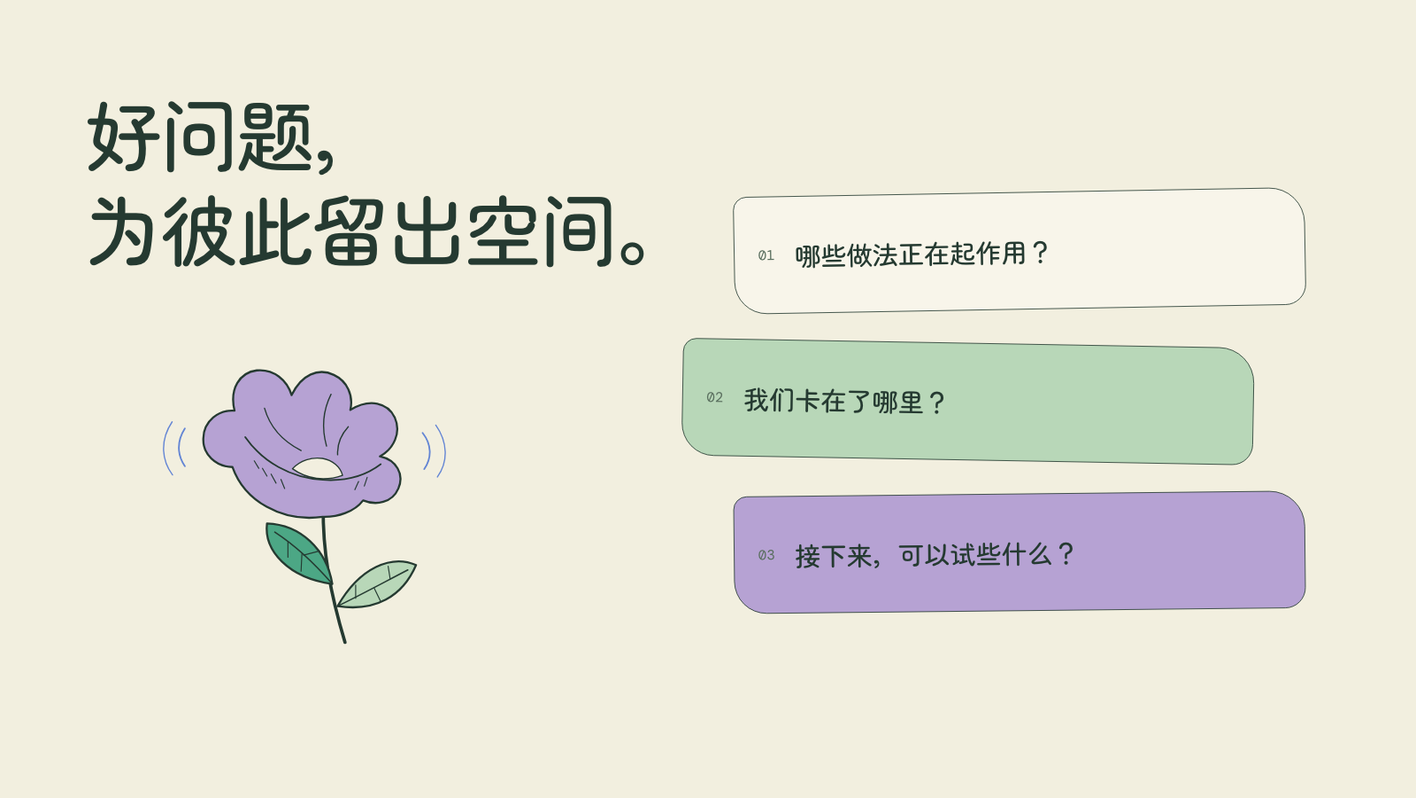 好问题,
为彼此留出空间。
01 哪些做法正在起作用？
02 我们卡在了哪里？
03 接下来，可以试些什么？